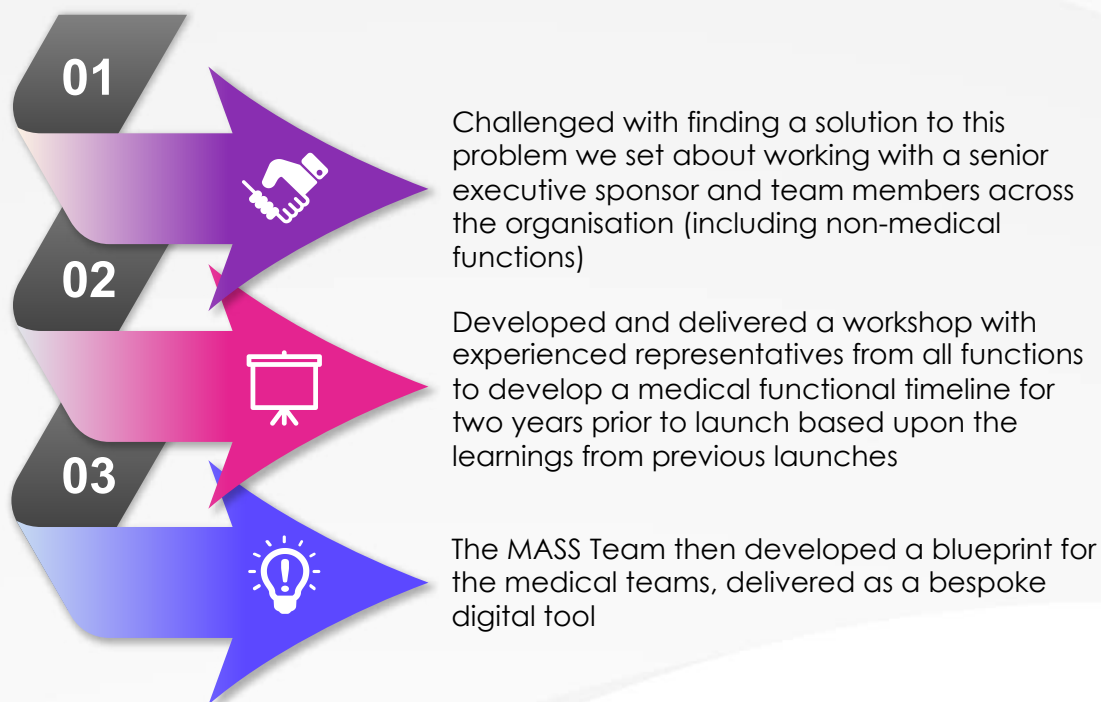 01
Challenged with finding a solution to this
problem we set about working with a senior
executive sponsor and team members across
the organisation (including non-medical
functions)
02
Developed and delivered a workshop with
experienced representatives from all functions
to develop a medical functional timeline for
two years prior to launch based upon the
learnings from previous launches
03
The MASS Team then developed a blueprint for
the medical teams, delivered as a bespoke
digital tool